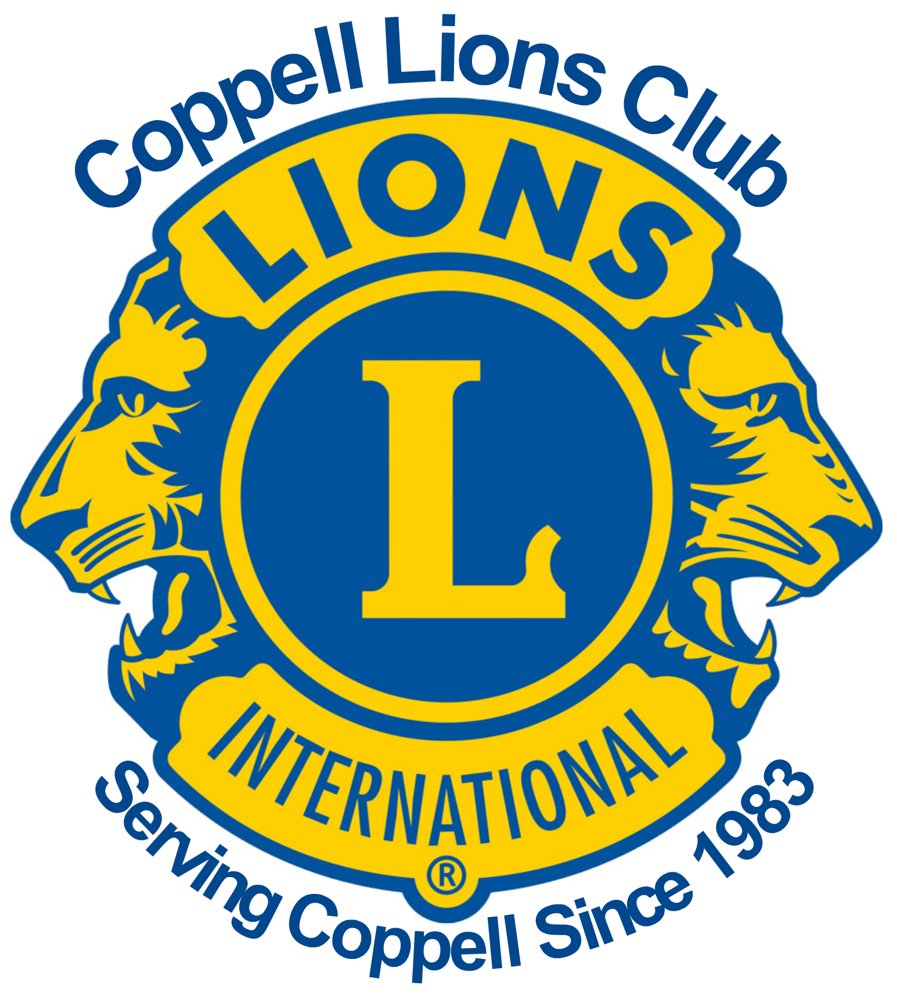 Coppell Lions Club
LIONS
L
INTERNATIONAL
®
Serving Coppell Since 1983